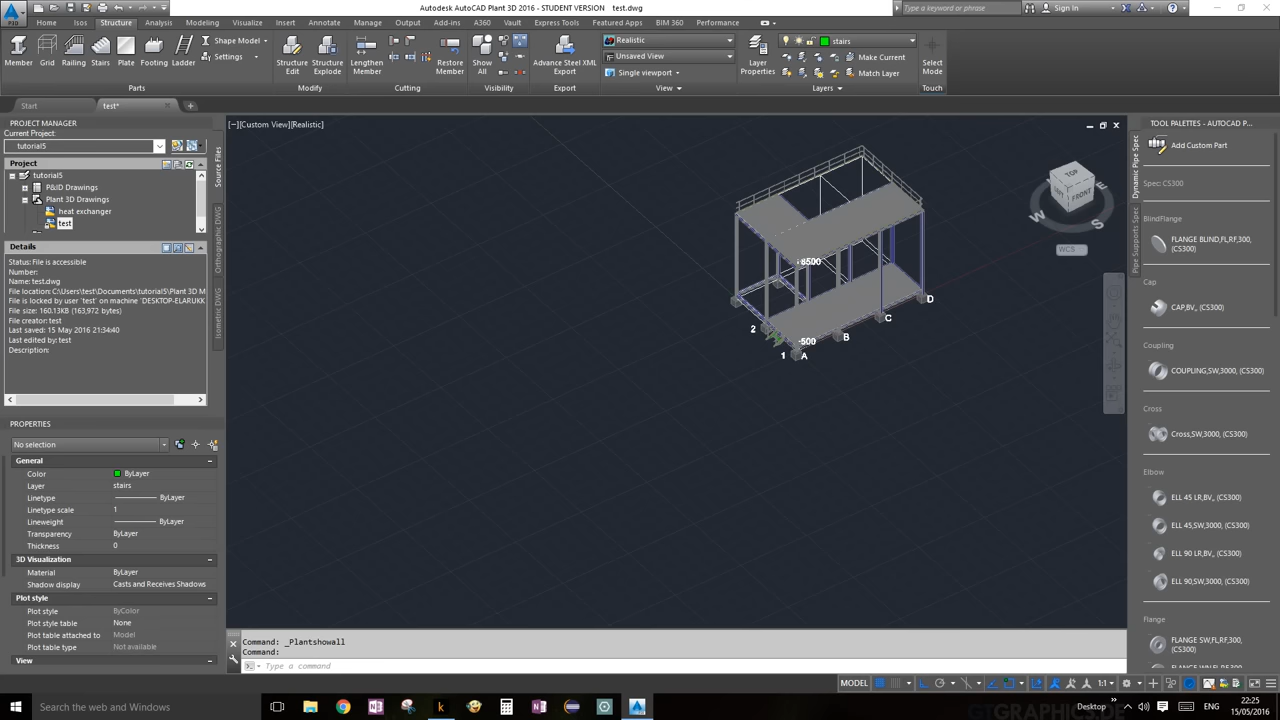 Autodesk AutoCAD Plant 3D 2016 - STUDENT VERSION test.dwg
Type a keyword or phrase
Sign In
P3D
Home
Isos
Structure
Analysis
Modeling
Visualize
Insert
Annotate
Manage
Output
Add-ins
A360
Vault
Express Tools
Featured Apps
BIM 360
Performance
Member
Grid
Railing
Stairs
Plate
Footing
Ladder
Shape Model
Settings
Structure Edit
Structure Explode
Lengthen Member
Restore Member
Show All
Advance Steel XML Export
Realistic
Unsaved View
Single viewport
Layer Properties
stairs
Make Current
Match Layer
Select Mode
Parts
Modify
Cutting
Visibility
Export
View
Layers
Touch
Start
test*
PROJECT MANAGER
Current Project:
tutorial5
Project
tutorial5
P&ID Drawings
Plant 3D Drawings
heat exchanger
test
Source Files
Orthographic DWG
Isometric DWG
Details
Status: File is accessible
Number:
Name: test.dwg
File location: C:\Users\test\Documents\tutorial5\Plant 3D M
File is locked by user 'test' on machine 'DESKTOP-ELARUKK
File size: 160.13KB (163,972 bytes)
File creator: test
Last saved: 15 May 2016 21:34:40
Last edited by: test
Description:
PROPERTIES
No selection
General
Color ByLayer
Layer stairs
Linetype ByLayer
Linetype scale 1
Lineweight ByLayer
Transparency ByLayer
Thickness 0
3D Visualization
Material ByLayer
Shadow display Casts and Receives Shadows
Plot style
Plot style ByColor
Plot style table None
Plot table attached to Model
Plot table type Not available
View
[−][Custom View][Realistic]
TOP
FRONT
W
S
E
WCS
D
C
B
A
2
1
Command: _Plantshowall
Command:
Type a command
TOOL PALETTES - AUTOCAD P...
Dynamic Pipe Spec
Pipe Supports Spec
Add Custom Part
Spec: CS300
BlindFlange
FLANGE BLIND,FL,RF,300, (CS300)
Cap
CAP,BV,, (CS300)
Coupling
COUPLING,SW,3000, (CS300)
Cross
Cross,SW,3000, (CS300)
Elbow
ELL 45 LR,BV,, (CS300)
ELL 45,SW,3000, (CS300)
ELL 90 LR,BV,, (CS300)
ELL 90,SW,3000, (CS300)
Flange
FLANGE SW,FL,RF,300, (CS300)
MODEL
1:1
Search the web and Windows
Desktop
ENG
22:25
15/05/2016